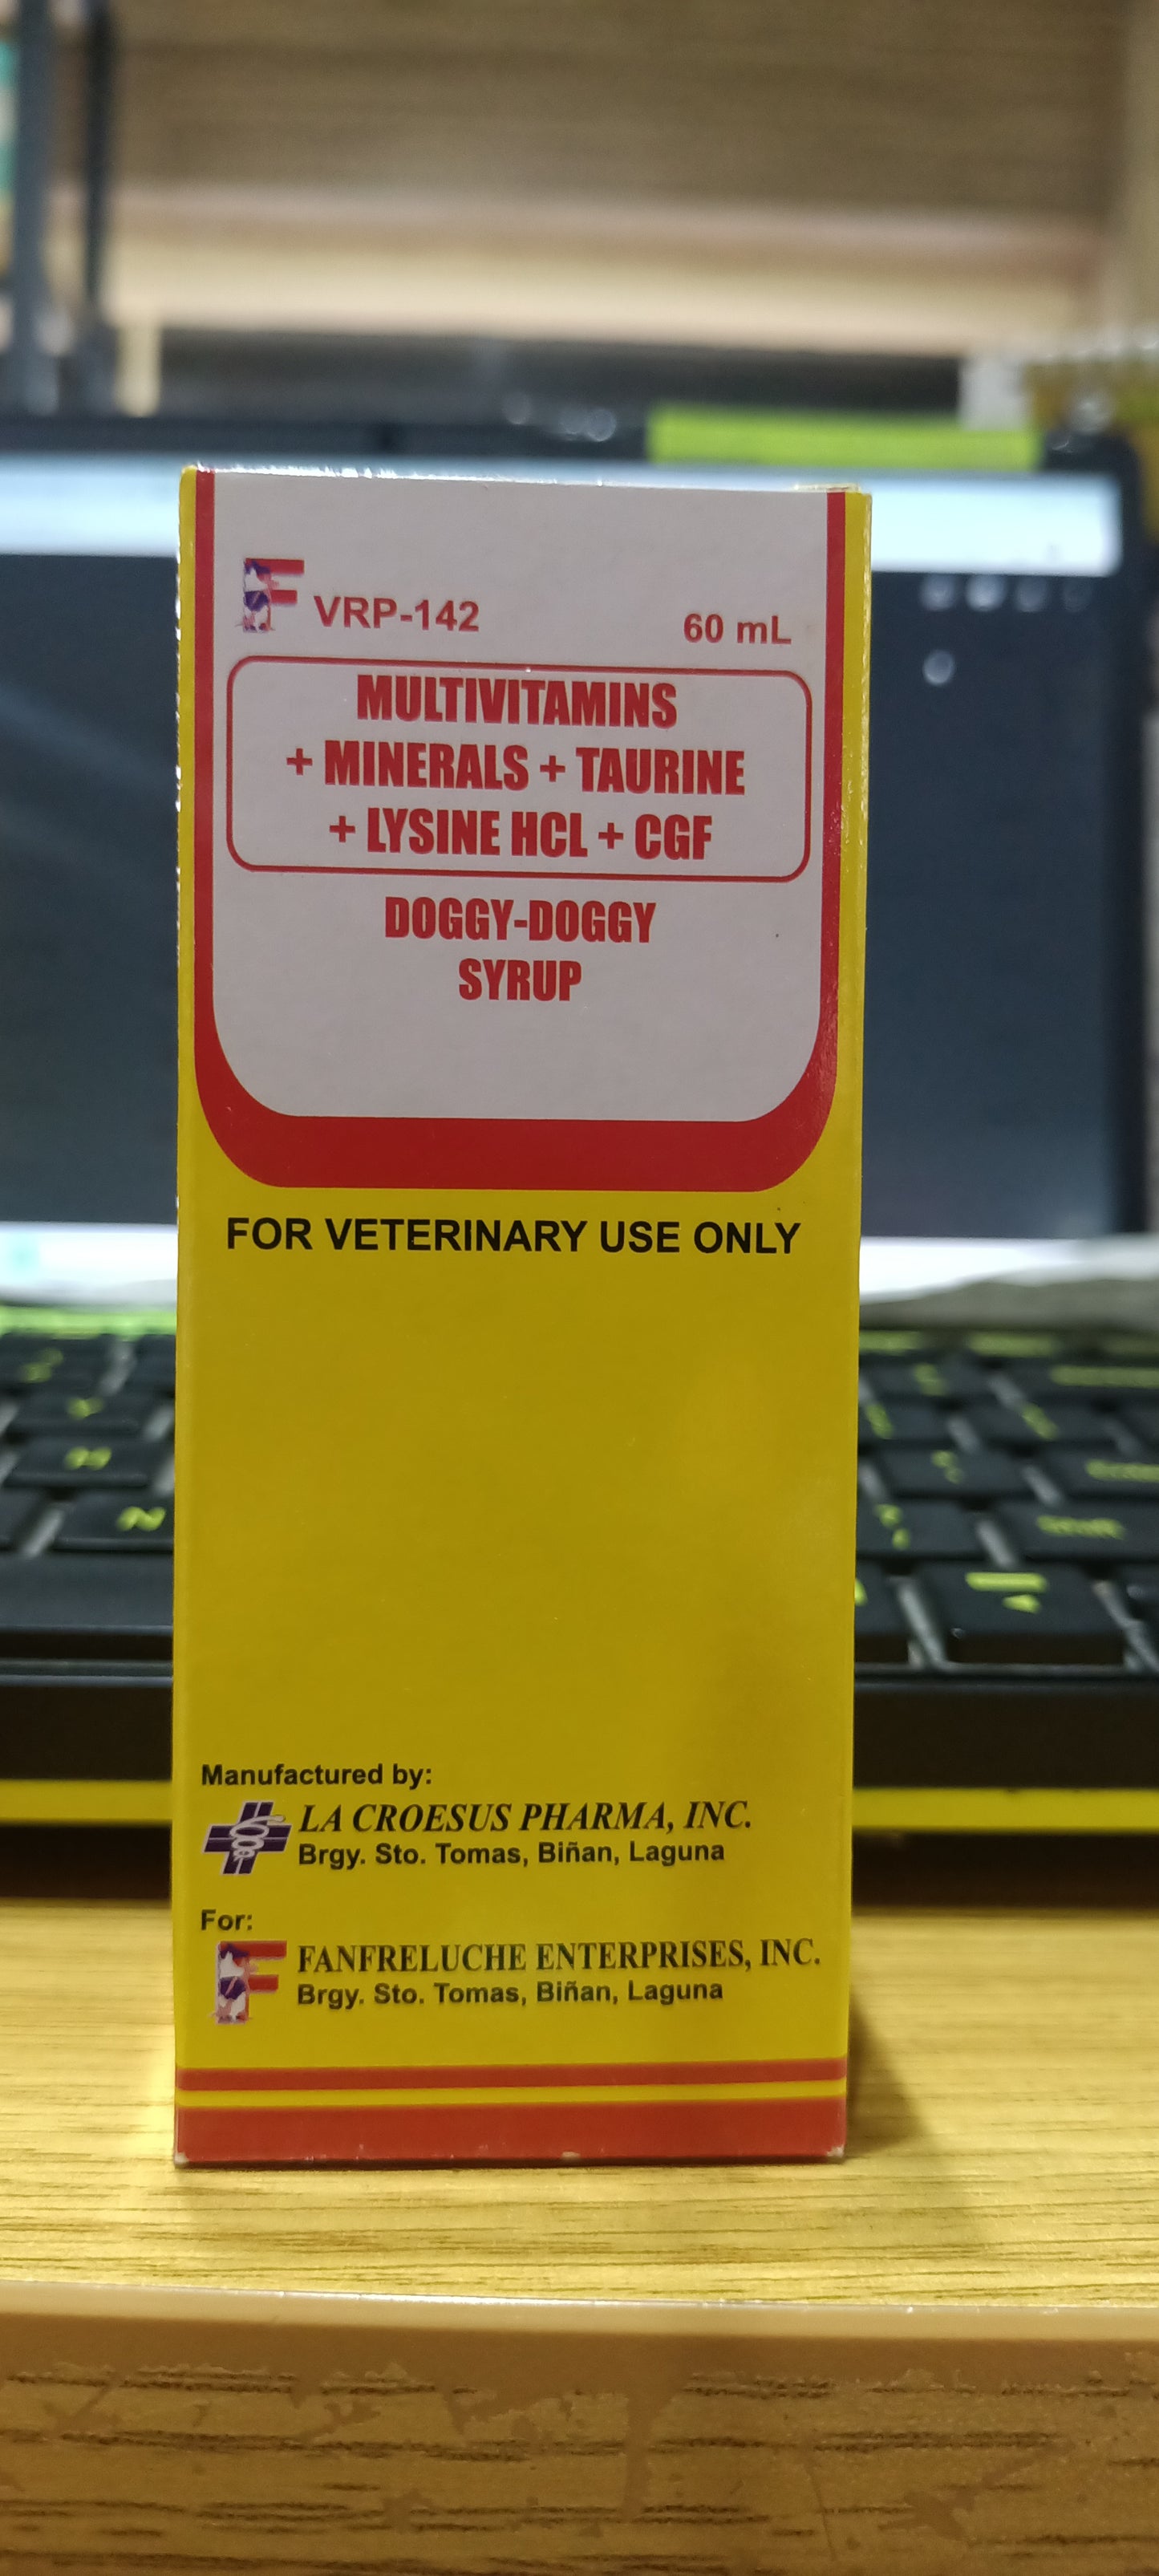 F VRP-142 60 mL
MULTIVITAMINS
+ MINERALS + TAURINE
+ LYSINE HCL + CGF
DOGGY-DOGGY
SYRUP
FOR VETERINARY USE ONLY
Manufactured by:
LA CROESUS PHARMA, INC.
Brgy. Sto. Tomas, Biñan, Laguna
For:
F FANFRELUCHE ENTERPRISES, INC.
Brgy. Sto. Tomas, Biñan, Laguna
N
Shift